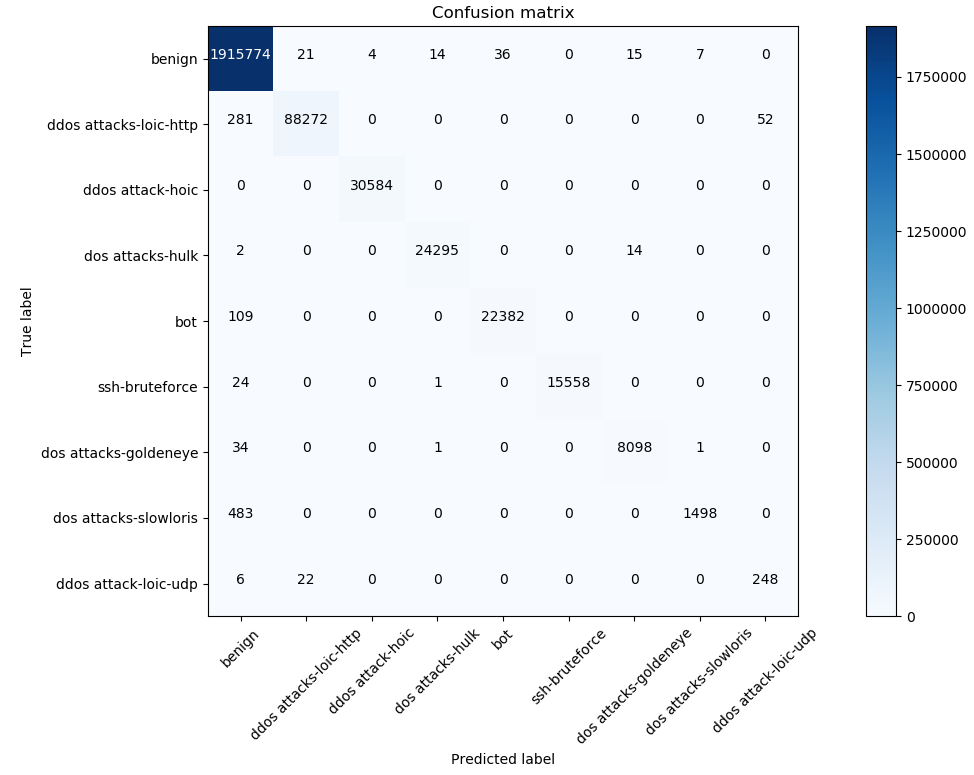 Confusion matrix
benign 1915774 21 4 14 36 0 15 7 0
ddos attacks-loic-http 281 88272 0 0 0 0 0 0 52
ddos attack-hoic 0 0 30584 0 0 0 0 0 0
dos attacks-hulk 2 0 0 24295 0 0 14 0 0
bot 109 0 0 0 22382 0 0 0 0
ssh-bruteforce 24 0 0 1 0 15558 0 0 0
dos attacks-goldeneye 34 0 0 1 0 0 8098 1 0
dos attacks-slowloris 483 0 0 0 0 0 0 1498 0
ddos attack-loic-udp 6 22 0 0 0 0 0 0 248
True label
benign
ddos attacks-loic-http
ddos attack-hoic
dos attacks-hulk
bot
ssh-bruteforce
dos attacks-goldeneye
dos attacks-slowloris
ddos attack-loic-udp
Predicted label
1750000
1500000
1250000
1000000
750000
500000
250000
0